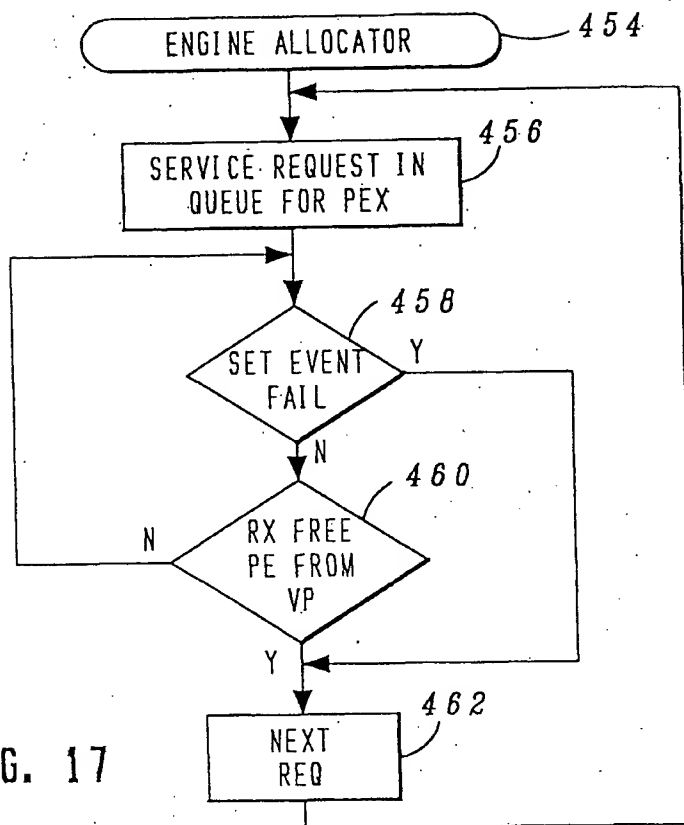 ENGINE ALLOCATOR
454
456
SERVICE REQUEST IN
QUEUE FOR PEX
458
SET EVENT
FAIL
Y
N
460
RX FREE
PE FROM
VP
N
Y
462
NEXT
REQ
G. 17